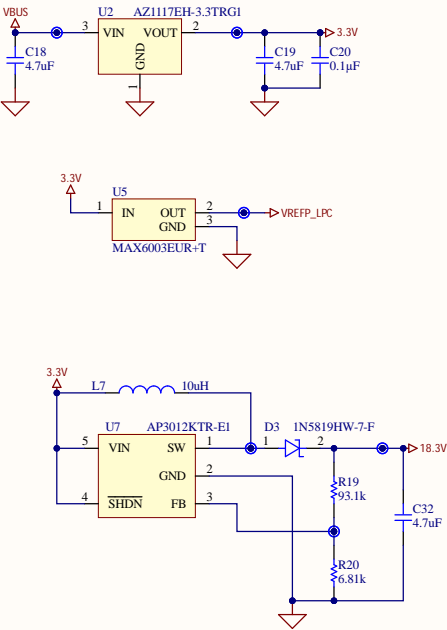 VBUS
U2 AZ1117EH-3.3TRG1
3 VIN VOUT 2 3.3V
GND
1
C18
4.7uF
C19
4.7uF
C20
0.1µF
3.3V
U5
1 IN OUT 2 VREFP_LPC
GND 3
MAX6003EUR+T
3.3V
L7 10uH
U7 AP3012KTR-E1 D3 1N5819HW-7-F
5 VIN SW 1 1 2 18.3V
GND 2
4 SHDN FB 3
R19
93.1k
C32
4.7uF
R20
6.81k